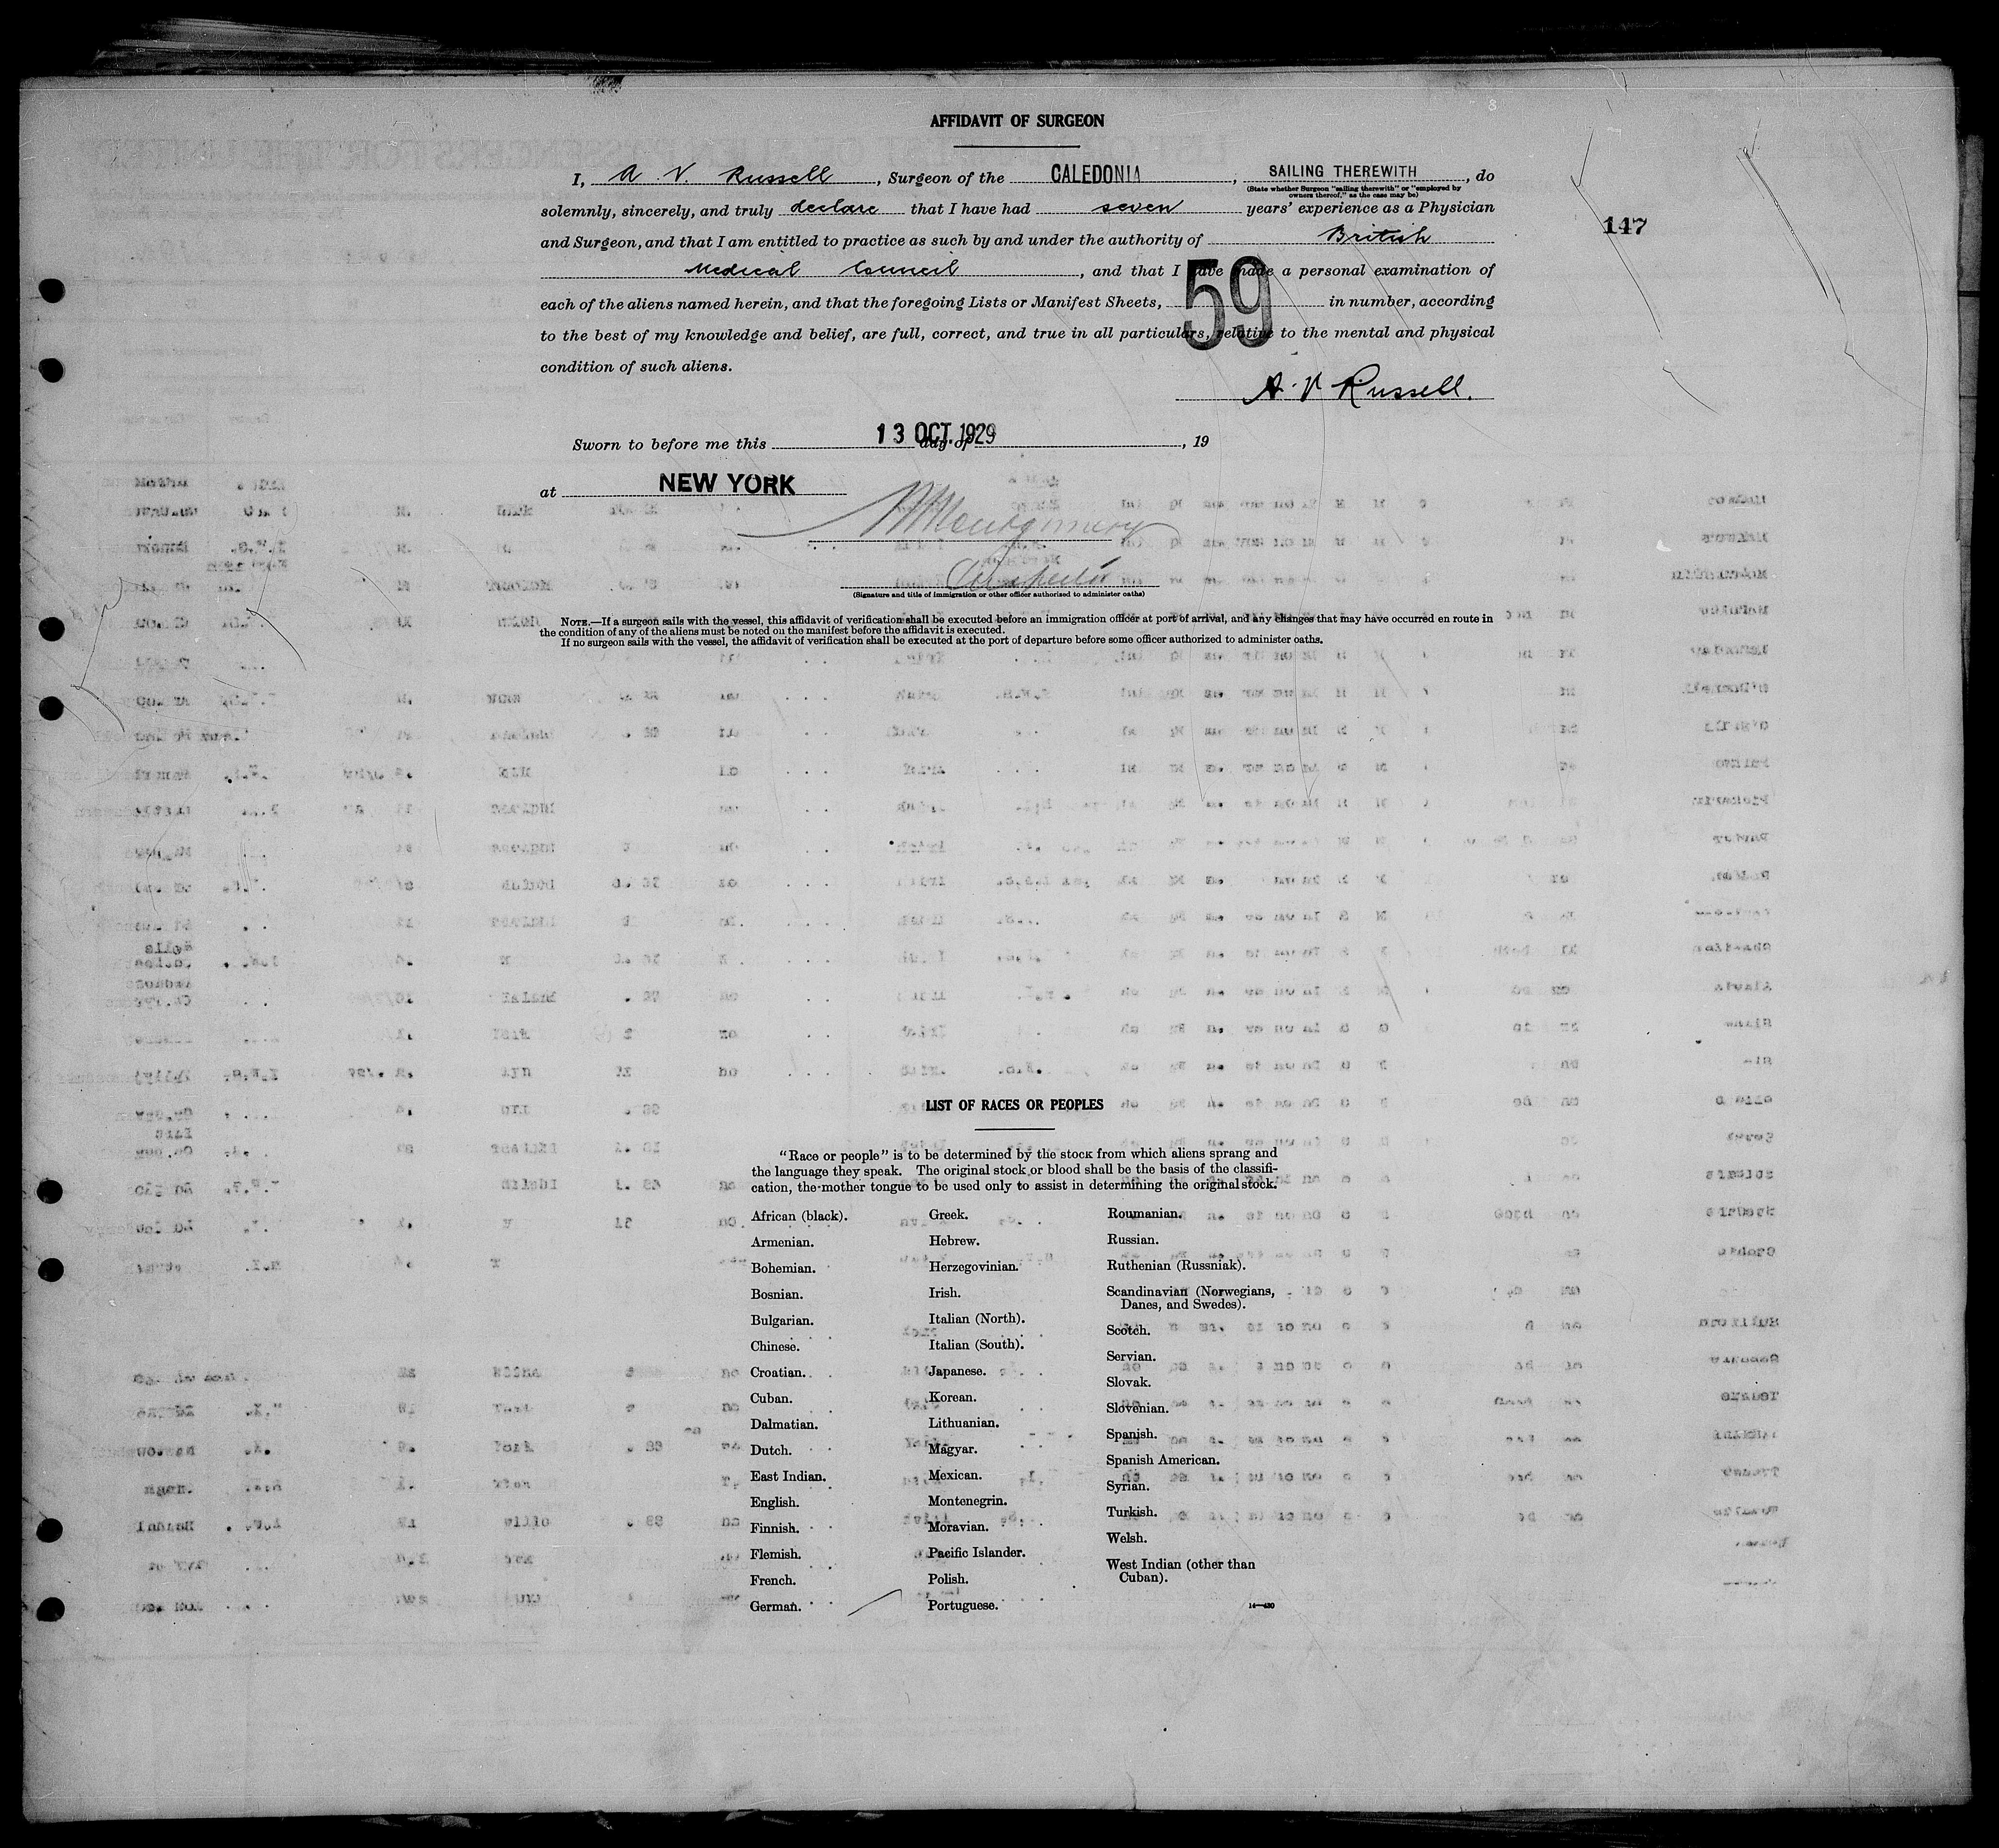 8
AFFIDAVIT OF SURGEON
I, A. V. Russell, Surgeon of the CALEDONIA, SAILING THEREWITH, do
(State whether Surgeon "sailing therewith" or "employed by
owners thereof," as the case may be)
solemnly, sincerely, and truly declare that I have had seven years' experience as a Physician
147
and Surgeon, and that I am entitled to practice as such by and under the authority of British
Medical Council, and that I have made a personal examination of
each of the aliens named herein, and that the foregoing Lists or Manifest Sheets, 59 in number, according
to the best of my knowledge and belief, are full, correct, and true in all particulars, relative to the mental and physical
condition of such aliens.
A. V Russell.
Sworn to before me this 13 OCT. 1929 day of , 19
at NEW YORK
Montgomery
(Signature and title of immigration or other officer authorized to administer oaths)
NOTE.—If a surgeon sails with the vessel, this affidavit of verification shall be executed before an immigration officer at port of arrival, and any changes that may have occurred en route in
the condition of any of the aliens must be noted on the manifest before the affidavit is executed.
If no surgeon sails with the vessel, the affidavit of verification shall be executed at the port of departure before some officer authorized to administer oaths.
LIST OF RACES OR PEOPLES
"Race or people" is to be determined by the stock from which aliens sprang and
the language they speak. The original stock or blood shall be the basis of the classifi-
cation, the mother tongue to be used only to assist in determining the original stock.
African (black).
Armenian.
Bohemian.
Bosnian.
Bulgarian.
Chinese.
Croatian.
Cuban.
Dalmatian.
Dutch.
East Indian.
English.
Finnish.
Flemish.
French.
German.
Greek.
Hebrew.
Herzegovinian.
Irish.
Italian (North).
Italian (South).
Japanese.
Korean.
Lithuanian.
Magyar.
Mexican.
Montenegrin.
Moravian.
Pacific Islander.
Polish.
Portuguese.
Roumanian.
Russian.
Ruthenian (Russniak).
Scandinavian (Norwegians,
Danes, and Swedes).
Scotch.
Servian.
Slovak.
Slovenian.
Spanish.
Spanish American.
Syrian.
Turkish.
Welsh.
West Indian (other than
Cuban).
14—430